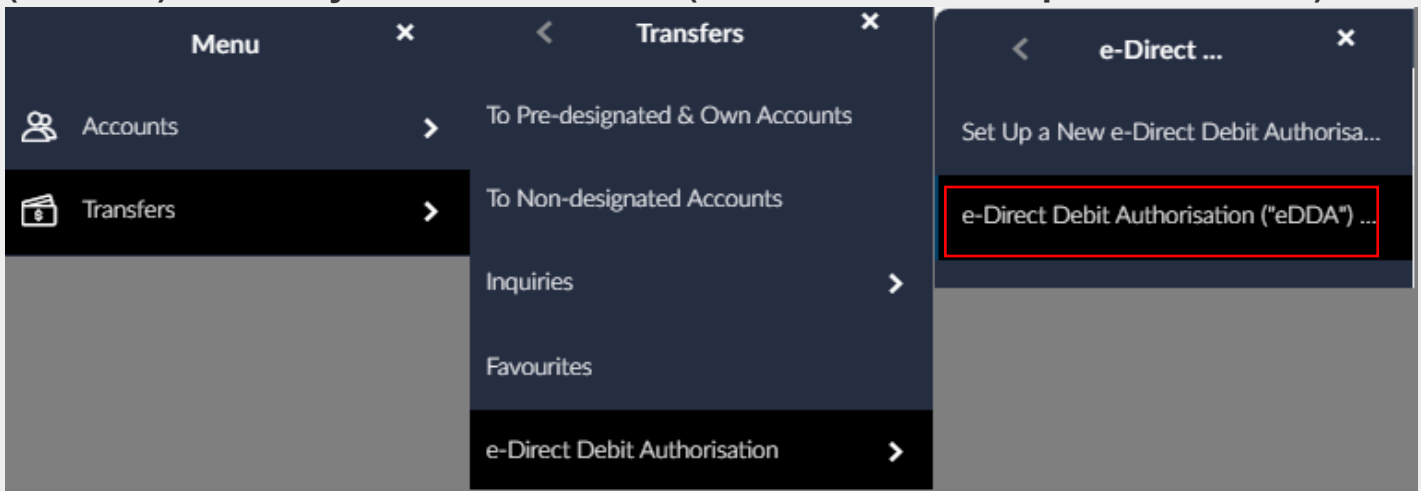 Menu
Accounts
Transfers
Transfers
To Pre-designated & Own Accounts
To Non-designated Accounts
Inquiries
Favourites
e-Direct Debit Authorisation
e-Direct ...
Set Up a New e-Direct Debit Authorisa...
e-Direct Debit Authorisation ("eDDA") ...